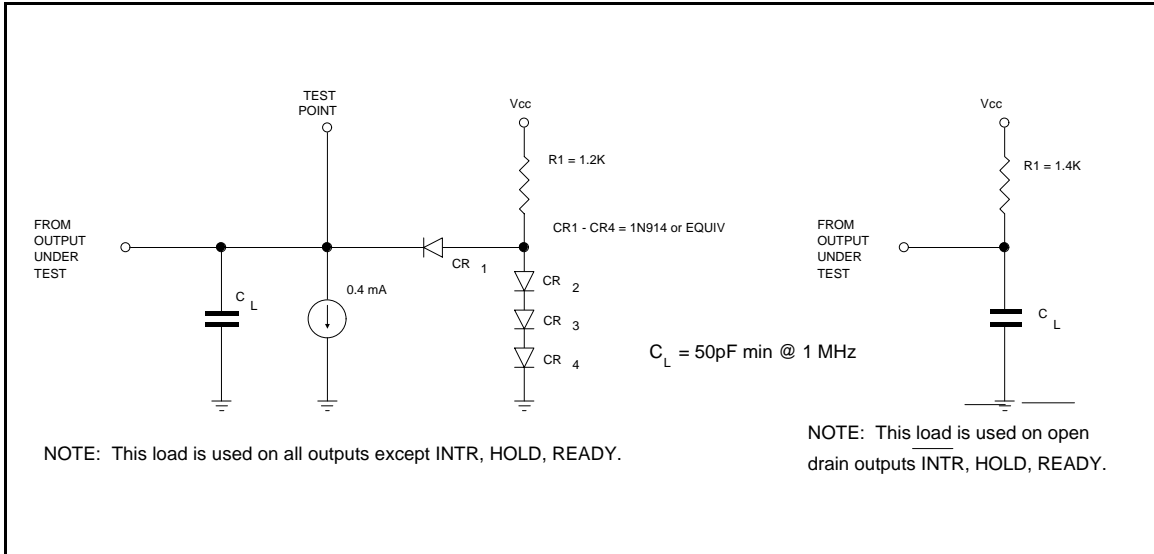 TEST
POINT
Vcc
R1 = 1.2K
FROM
OUTPUT
UNDER
TEST
CR1 - CR4 = 1N914 or EQUIV
CR 1
CR 2
CR 3
CR 4
0.4 mA
C L
C L = 50pF min @ 1 MHz
NOTE: This load is used on all outputs except INTR, HOLD, READY.
Vcc
R1 = 1.4K
FROM
OUTPUT
UNDER
TEST
C L
NOTE: This load is used on open
drain outputs INTR, HOLD, READY.